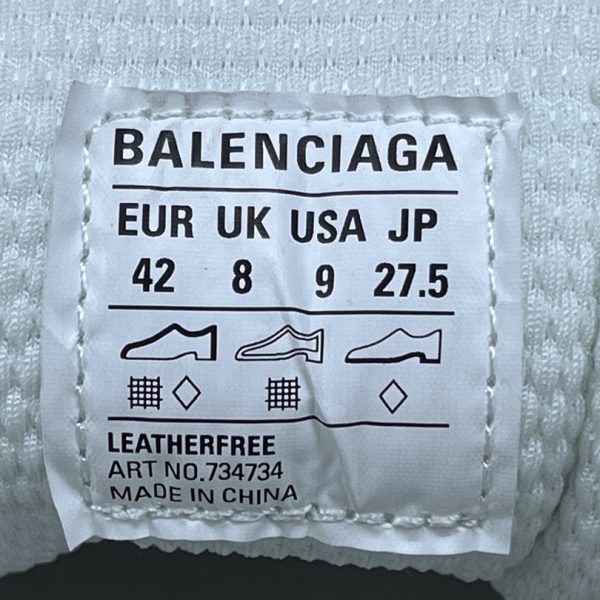 BALENCIAGA
EUR UK USA JP
42 8 9 27.5
LEATHERFREE
ART NO.734734
MADE IN CHINA